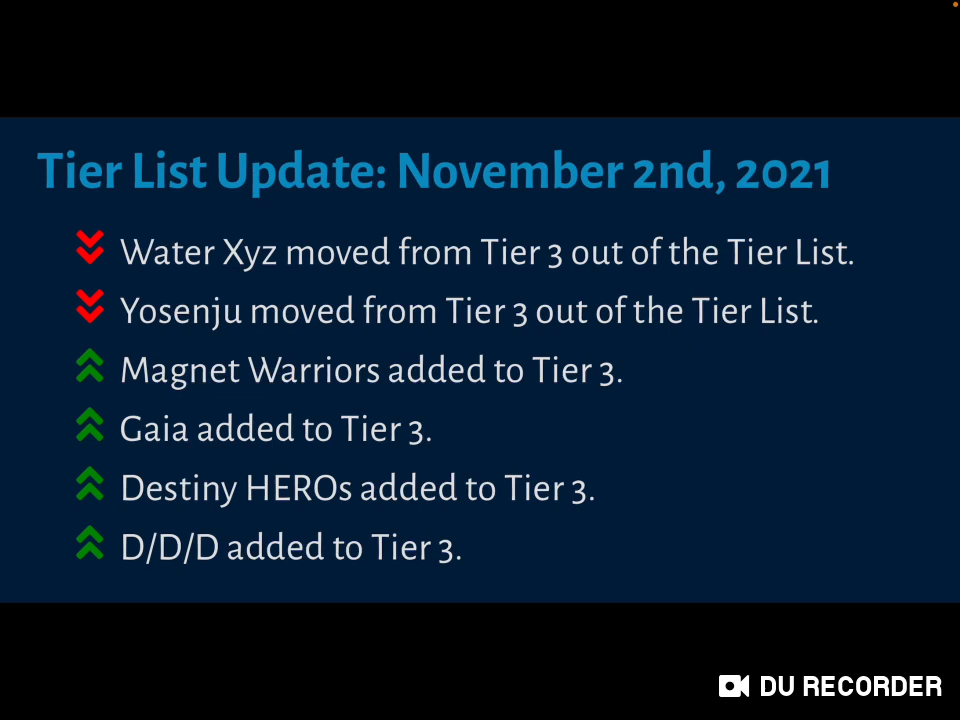 Tier List Update: November 2nd, 2021
Water Xyz moved from Tier 3 out of the Tier List.
Yosenju moved from Tier 3 out of the Tier List.
Magnet Warriors added to Tier 3.
Gaia added to Tier 3.
Destiny HEROs added to Tier 3.
D/D/D added to Tier 3.
DU RECORDER